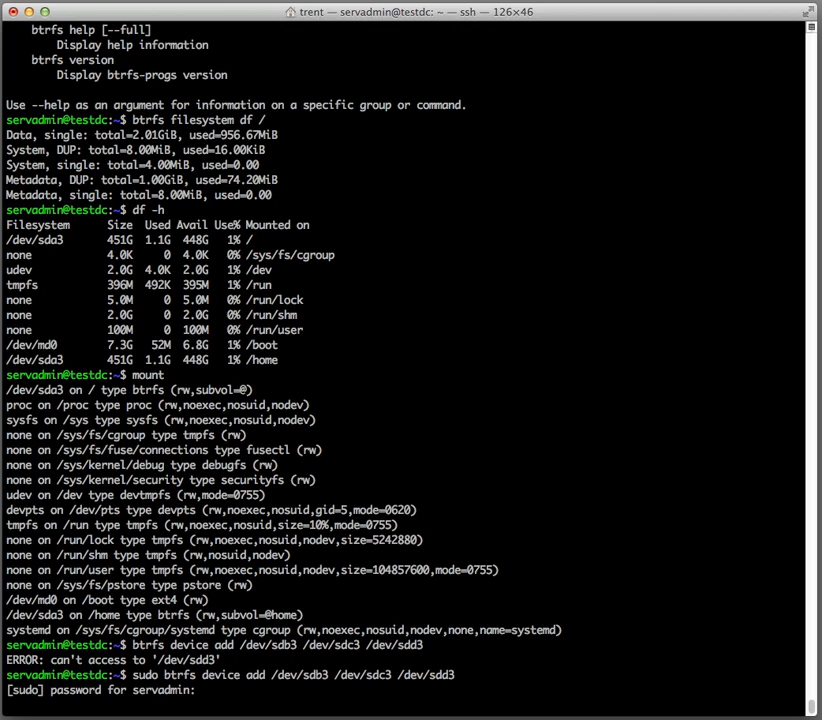 trent — servadmin@testdc: ~ — ssh — 126×46
btrfs help [--full]
Display help information
btrfs version
Display btrfs-progs version
Use --help as an argument for information on a specific group or command.
servadmin@testdc:~$ btrfs filesystem df /
Data, single: total=2.01GiB, used=956.67MiB
System, DUP: total=8.00MiB, used=16.00KiB
System, single: total=4.00MiB, used=0.00
Metadata, DUP: total=1.00GiB, used=74.20MiB
Metadata, single: total=8.00MiB, used=0.00
servadmin@testdc:~$ df -h
Filesystem Size Used Avail Use% Mounted on
/dev/sda3 451G 1.1G 448G 1% /
none 4.0K 0 4.0K 0% /sys/fs/cgroup
udev 2.0G 4.0K 2.0G 1% /dev
tmpfs 396M 492K 395M 1% /run
none 5.0M 0 5.0M 0% /run/lock
none 2.0G 0 2.0G 0% /run/shm
none 100M 0 100M 0% /run/user
/dev/md0 7.3G 52M 6.8G 1% /boot
/dev/sda3 451G 1.1G 448G 1% /home
servadmin@testdc:~$ mount
/dev/sda3 on / type btrfs (rw,subvol=@)
proc on /proc type proc (rw,noexec,nosuid,nodev)
sysfs on /sys type sysfs (rw,noexec,nosuid,nodev)
none on /sys/fs/cgroup type tmpfs (rw)
none on /sys/fs/fuse/connections type fusectl (rw)
none on /sys/kernel/debug type debugfs (rw)
none on /sys/kernel/security type securityfs (rw)
udev on /dev type devtmpfs (rw,mode=0755)
devpts on /dev/pts type devpts (rw,noexec,nosuid,gid=5,mode=0620)
tmpfs on /run type tmpfs (rw,noexec,nosuid,size=10%,mode=0755)
none on /run/lock type tmpfs (rw,noexec,nosuid,nodev,size=5242880)
none on /run/shm type tmpfs (rw,nosuid,nodev)
none on /run/user type tmpfs (rw,noexec,nosuid,nodev,size=104857600,mode=0755)
none on /sys/fs/pstore type pstore (rw)
/dev/md0 on /boot type ext4 (rw)
/dev/sda3 on /home type btrfs (rw,subvol=@home)
systemd on /sys/fs/cgroup/systemd type cgroup (rw,noexec,nosuid,nodev,none,name=systemd)
servadmin@testdc:~$ btrfs device add /dev/sdb3 /dev/sdc3 /dev/sdd3
ERROR: can't access to '/dev/sdd3'
servadmin@testdc:~$ sudo btrfs device add /dev/sdb3 /dev/sdc3 /dev/sdd3
[sudo] password for servadmin: